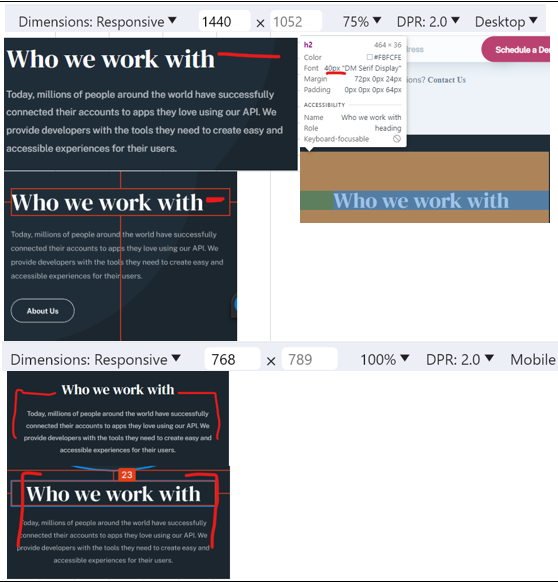 Dimensions: Responsive ▼ 1440 × 1052 75% ▼ DPR: 2.0 ▼ Desktop ▼
Who we work with
Today, millions of people around the world have successfully
connected their accounts to apps they love using our API. We
provide developers with the tools they need to create easy and
accessible experiences for their users.
h2 464 × 36
Color #FBFCFE
Font 40px "DM Serif Display"
Margin 72px 0px 24px
Padding 0px 0px 0px 64px
ACCESSIBILITY
Name Who we work with
Role heading
Keyboard-focusable
dress
Schedule a De
ions? Contact Us
Who we work with
Who we work with
Today, millions of people around the world have successfully
connected their accounts to apps they love using our API. We
provide developers with the tools they need to create easy and
accessible experiences for their users.
About Us
Dimensions: Responsive ▼ 768 × 789 100% ▼ DPR: 2.0 ▼ Mobile
Who we work with
Today, millions of people around the world have successfully
connected their accounts to apps they love using our API. We
provide developers with the tools they need to create easy and
accessible experiences for their users.
23
Who we work with
Today, millions of people around the world have successfully
connected their accounts to apps they love using our API. We
provide developers with the tools they need to create easy and
accessible experiences for their users.